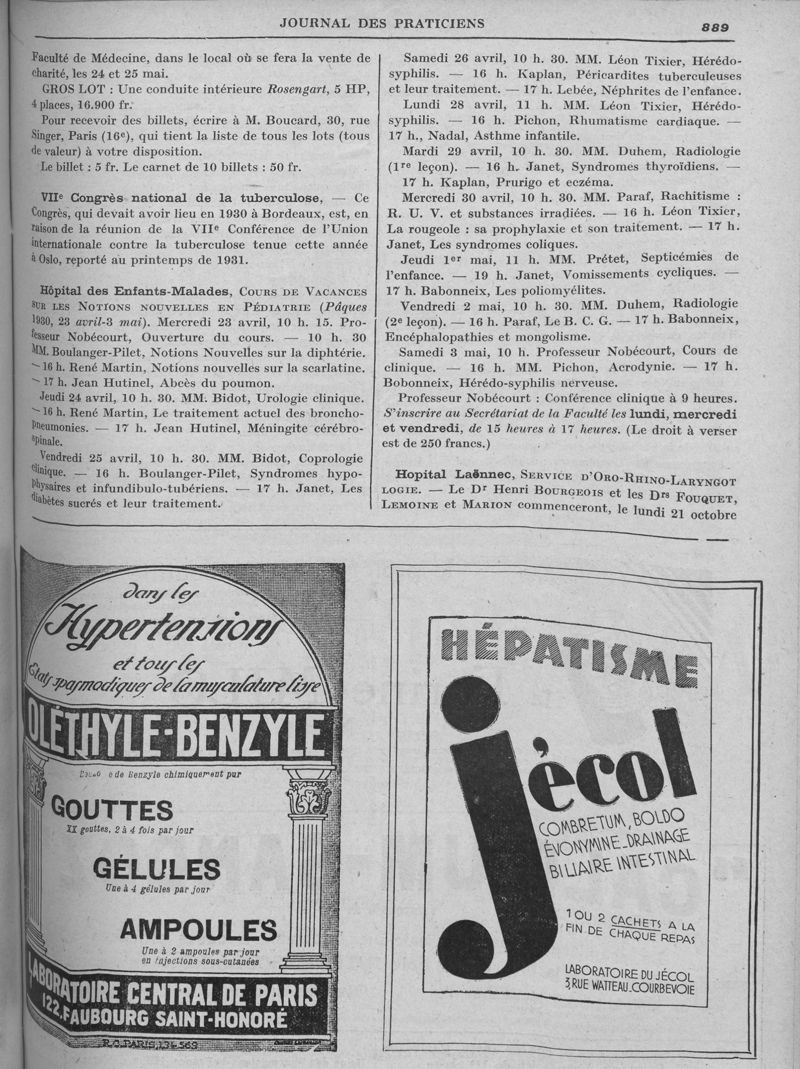 JOURNAL DES PRATICIENS
889
Faculté de Médecine, dans le local où se fera la vente de
charité, les 24 et 25 mai.
GROS LOT : Une conduite intérieure Rosengart, 5 HP,
4 places, 16.900 fr.
Pour recevoir des billets, écrire à M. Boucard, 30, rue
Singer, Paris (16e), qui tient la liste de tous les lots (tous
de valeur) à votre disposition.
Le billet : 5 fr. Le carnet de 10 billets : 50 fr.
VIIe Congrès national de la tuberculose. — Ce
Congrès, qui devait avoir lieu en 1930 à Bordeaux, est, en
raison de la réunion de la VIIe Conférence de l'Union
internationale contre la tuberculose tenue cette année
à Oslo, reporté au printemps de 1931.
Hôpital des Enfants-Malades, COURS DE VACANCES
SUR LES NOTIONS NOUVELLES EN PÉDIATRIE (Pâques
1930, 23 avril-3 mai). Mercredi 23 avril, 10 h. 15. Pro-
fesseur Nobécourt, Ouverture du cours. — 10 h. 30
MM. Boulanger-Pilet, Notions Nouvelles sur la diphtérie.
— 16 h. René Martin, Notions nouvelles sur la scarlatine.
— 17 h. Jean Hutinel, Abcès du poumon.
Jeudi 24 avril, 10 h. 30. MM. Bidot, Urologie clinique.
— 16 h. René Martin, Le traitement actuel des broncho-
pneumonies. — 17 h. Jean Hutinel, Méningite cérébro-
spinale.
Vendredi 25 avril, 10 h. 30. MM. Bidot, Coprologie
clinique. — 16 h. Boulanger-Pilet, Syndromes hypo-
physaires et infundibulo-tubériens. — 17 h. Janet, Les
diabètes sucrés et leur traitement.
Samedi 26 avril, 10 h. 30. MM. Léon Tixier, Hérédo-
syphilis. — 16 h. Kaplan, Péricardites tuberculeuses
et leur traitement. — 17 h. Lebée, Néphrites de l'enfance.
Lundi 28 avril, 11 h. MM. Léon Tixier, Hérédo-
syphilis. — 16 h. Pichon, Rhumatisme cardiaque. —
17 h., Nadal, Asthme infantile.
Mardi 29 avril, 10 h. 30. MM. Duhem, Radiologie
(1re leçon). — 16 h. Janet, Syndromes thyroïdiens. —
17 h. Kaplan, Prurigo et eczéma.
Mercredi 30 avril, 10 h. 30. MM. Paraf, Rachitisme :
R. U. V. et substances irradiées. — 16 h. Léon Tixier,
La rougeole : sa prophylaxie et son traitement. — 17 h.
Janet, Les syndromes coliques.
Jeudi 1er mai, 11 h. MM. Prétet, Septicémies de
l'enfance. — 19 h. Janet, Vomissements cycliques. —
17 h. Babonneix, Les poliomyélites.
Vendredi 2 mai, 10 h. 30. MM. Duhem, Radiologie
(2e leçon). — 16 h. Paraf, Le B. C. G. — 17 h. Babonneix,
Encéphalopathies et mongolisme.
Samedi 3 mai, 10 h. Professeur Nobécourt, Cours de
clinique. — 16 h. MM. Pichon, Acrodynie. — 17 h.
Bobonneix, Hérédo-syphilis nerveuse.
Professeur Nobécourt : Conférence clinique à 9 heures.
S'inscrire au Secrétariat de la Faculté les lundi, mercredi
et vendredi, de 15 heures à 17 heures. (Le droit à verser
est de 250 francs.)
Hopital Laënnec, SERVICE D'ORO-RHINO-LARYNGOT
LOGIE. — Le Dr Henri BOURGEOIS et les Drs FOUQUET,
LEMOINE et MARION commenceront, le lundi 21 octobre
dans les
Hypertensions
et tous les
États spasmodiques de la musculature lisse
OLÉTHYLE-BENZYLE
e de Benzyle chimiquement pur
GOUTTES
XX gouttes, 2 à 4 fois par jour
GÉLULES
Une à 4 gélules par jour
AMPOULES
Une à 2 ampoules par jour
en injections sous-cutanées
LABORATOIRE CENTRAL DE PARIS
122, FAUBOURG SAINT-HONORÉ
R.C. PARIS, 134.563
HÉPATISME
jécol
COMBRETUM, BOLDO
ÉVONYMINE-DRAINAGE
BILIAIRE INTESTINAL
1 OU 2 CACHETS A LA
FIN DE CHAQUE REPAS
LABORATOIRE DU JÉCOL
3, RUE WATTEAU_COURBEVOIE